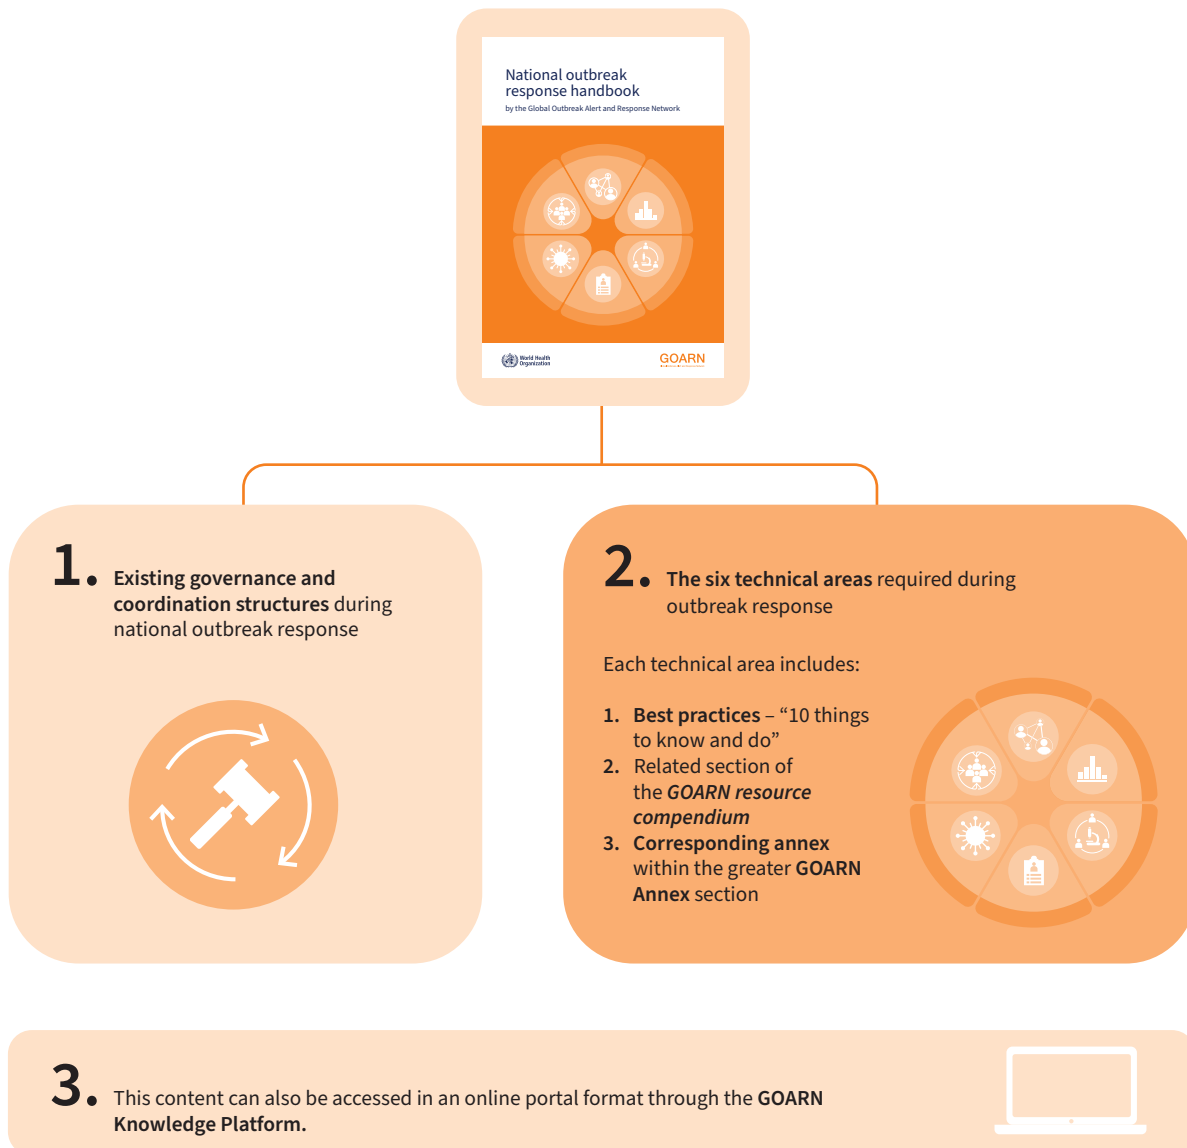 National outbreak
response handbook
by the Global Outbreak Alert and Response Network
World Health
Organization
GOARN
1. Existing governance and
coordination structures during
national outbreak response
2. The six technical areas required during
outbreak response
Each technical area includes:
1. Best practices – “10 things
to know and do”
2. Related section of
the GOARN resource
compendium
3. Corresponding annex
within the greater GOARN
Annex section
3. This content can also be accessed in an online portal format through the GOARN
Knowledge Platform.